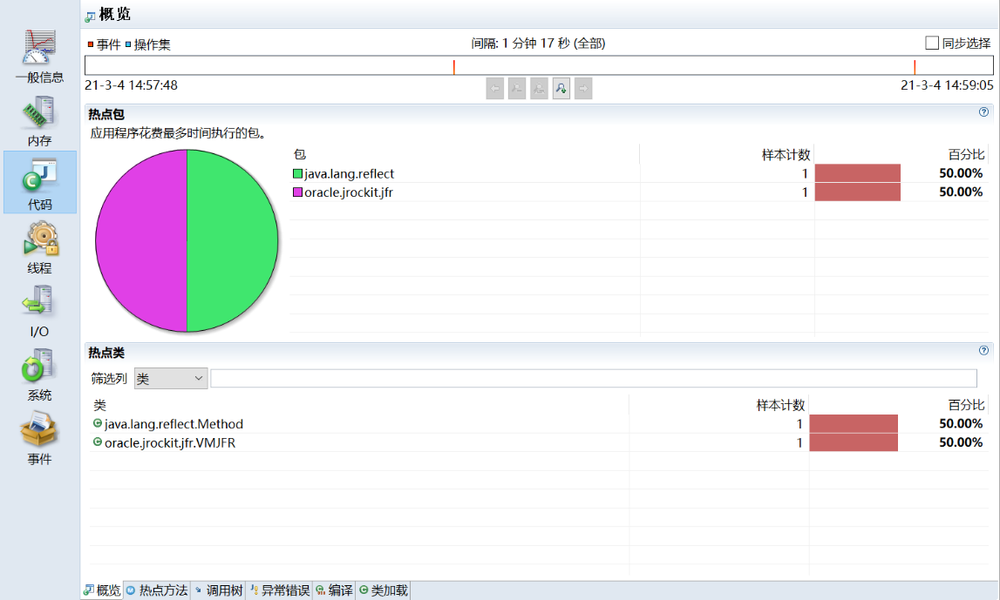 概览
事件 操作集
间隔: 1 分钟 17 秒 (全部)
同步选择
21-3-4 14:57:48
21-3-4 14:59:05
一般信息
内存
代码
线程
I/O
系统
事件
热点包
应用程序花费最多时间执行的包。
包 样本计数 百分比
java.lang.reflect 1 50.00%
oracle.jrockit.jfr 1 50.00%
热点类
筛选列 类
类 样本计数 百分比
java.lang.reflect.Method 1 50.00%
oracle.jrockit.jfr.VMJFR 1 50.00%
概览 热点方法 调用树 异常错误 编译 类加载